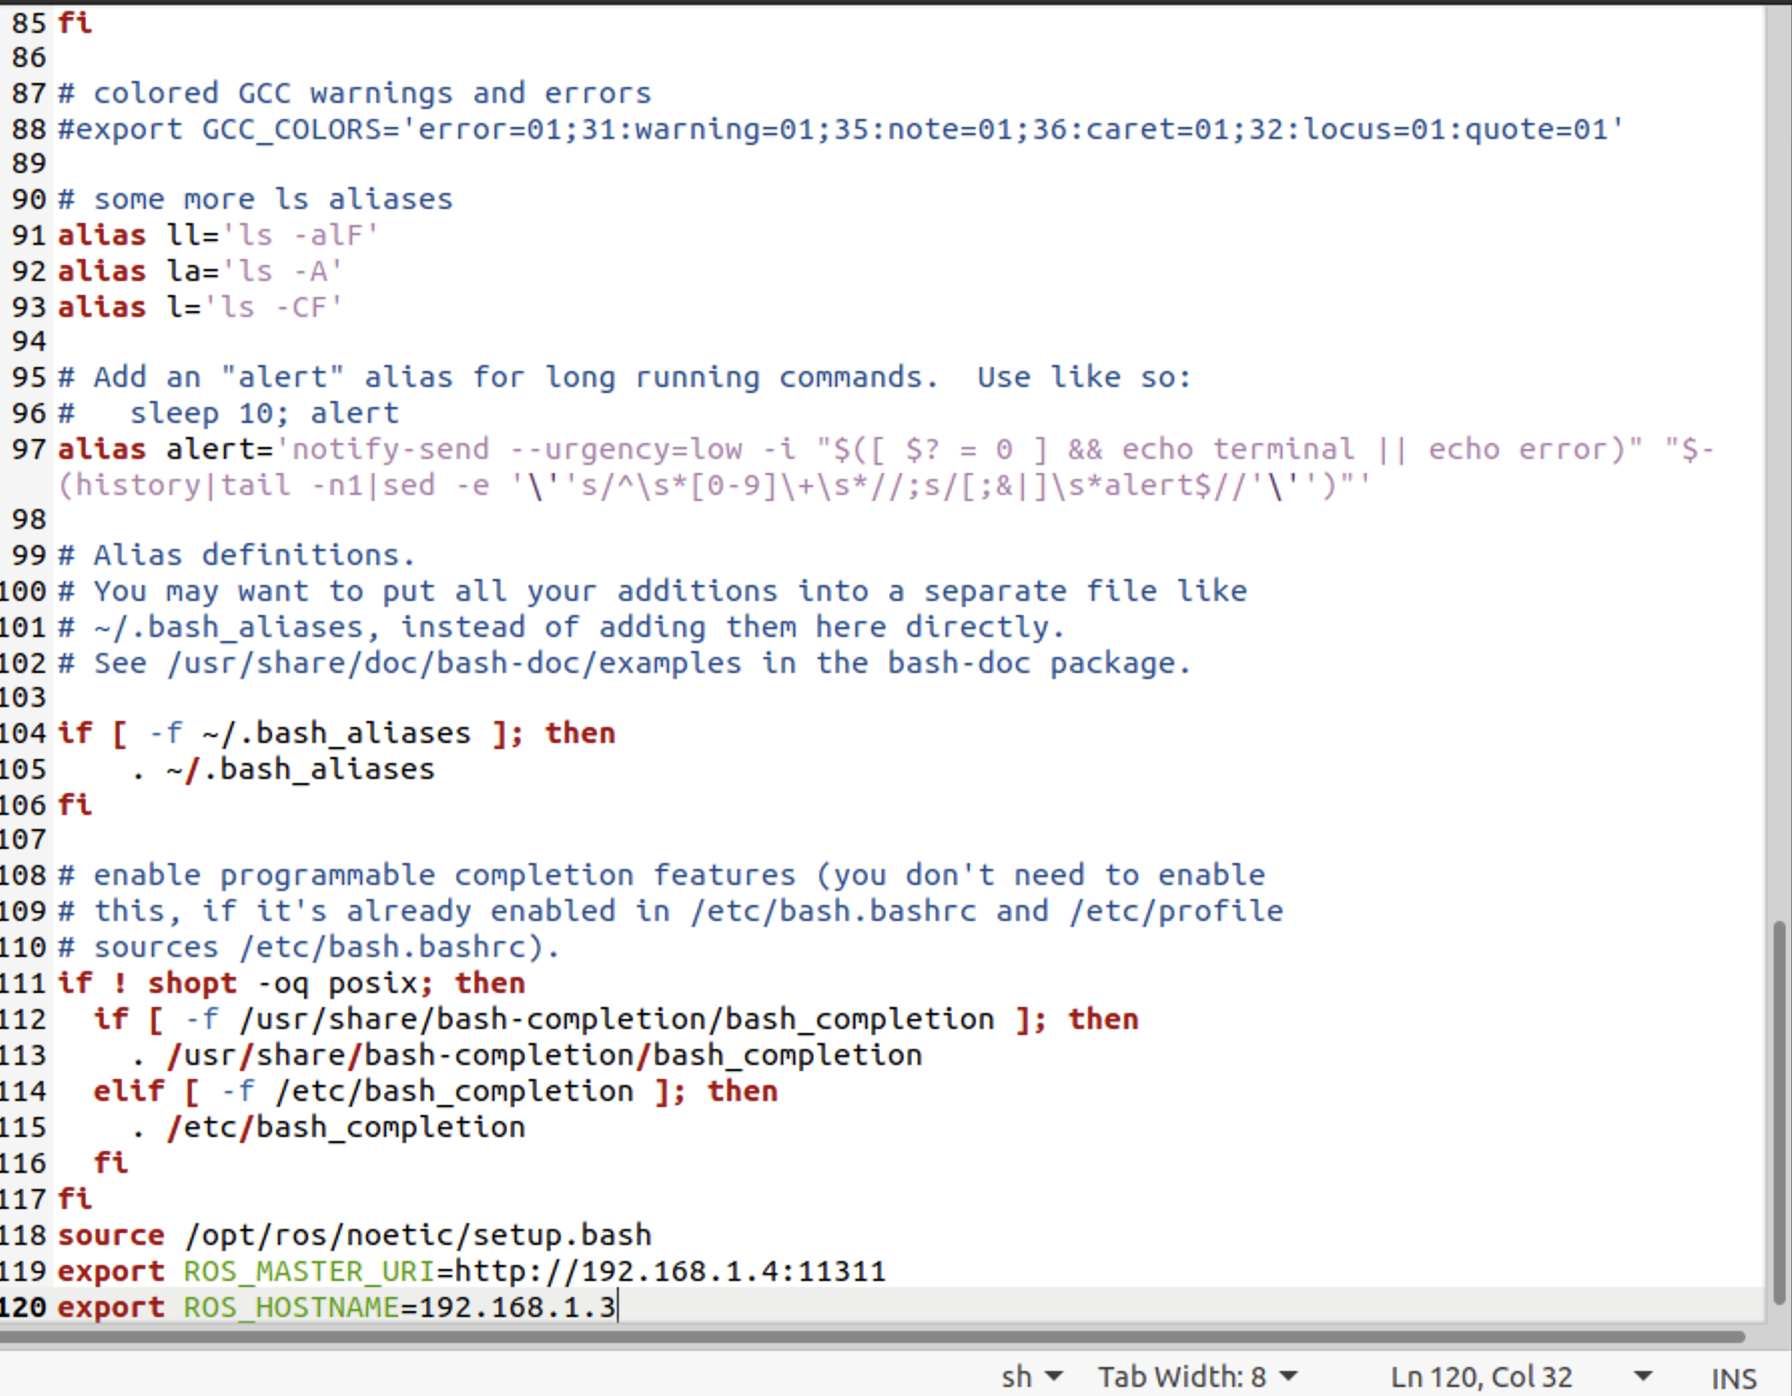 85 fi
86
87 # colored GCC warnings and errors
88 #export GCC_COLORS='error=01;31:warning=01;35:note=01;36:caret=01;32:locus=01:quote=01'
89
90 # some more ls aliases
91 alias ll='ls -alF'
92 alias la='ls -A'
93 alias l='ls -CF'
94
95 # Add an "alert" alias for long running commands.  Use like so:
96 #   sleep 10; alert
97 alias alert='notify-send --urgency=low -i "$([ $? = 0 ] && echo terminal || echo error)" "$-
(history|tail -n1|sed -e '\''s/^\s*[0-9]\+\s*//;s/[;&|]\s*alert$//'\'')"'
98
99 # Alias definitions.
100 # You may want to put all your additions into a separate file like
101 # ~/.bash_aliases, instead of adding them here directly.
102 # See /usr/share/doc/bash-doc/examples in the bash-doc package.
103
104 if [ -f ~/.bash_aliases ]; then
105     . ~/.bash_aliases
106 fi
107
108 # enable programmable completion features (you don't need to enable
109 # this, if it's already enabled in /etc/bash.bashrc and /etc/profile
110 # sources /etc/bash.bashrc).
111 if ! shopt -oq posix; then
112   if [ -f /usr/share/bash-completion/bash_completion ]; then
113     . /usr/share/bash-completion/bash_completion
114   elif [ -f /etc/bash_completion ]; then
115     . /etc/bash_completion
116   fi
117 fi
118 source /opt/ros/noetic/setup.bash
119 export ROS_MASTER_URI=http://192.168.1.4:11311
120 export ROS_HOSTNAME=192.168.1.3
sh Tab Width: 8 Ln 120, Col 32 INS